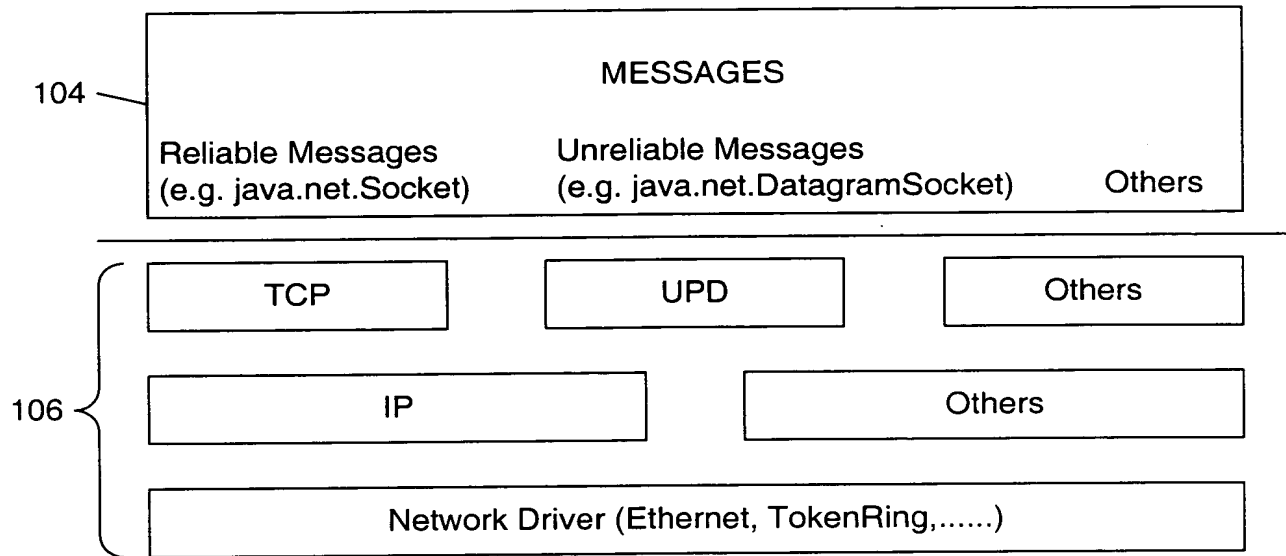 MESSAGES
104
Reliable Messages
(e.g. java.net.Socket)
Unreliable Messages
(e.g. java.net.DatagramSocket)
Others
TCP
UPD
Others
106
IP
Others
Network Driver (Ethernet, TokenRing,......)